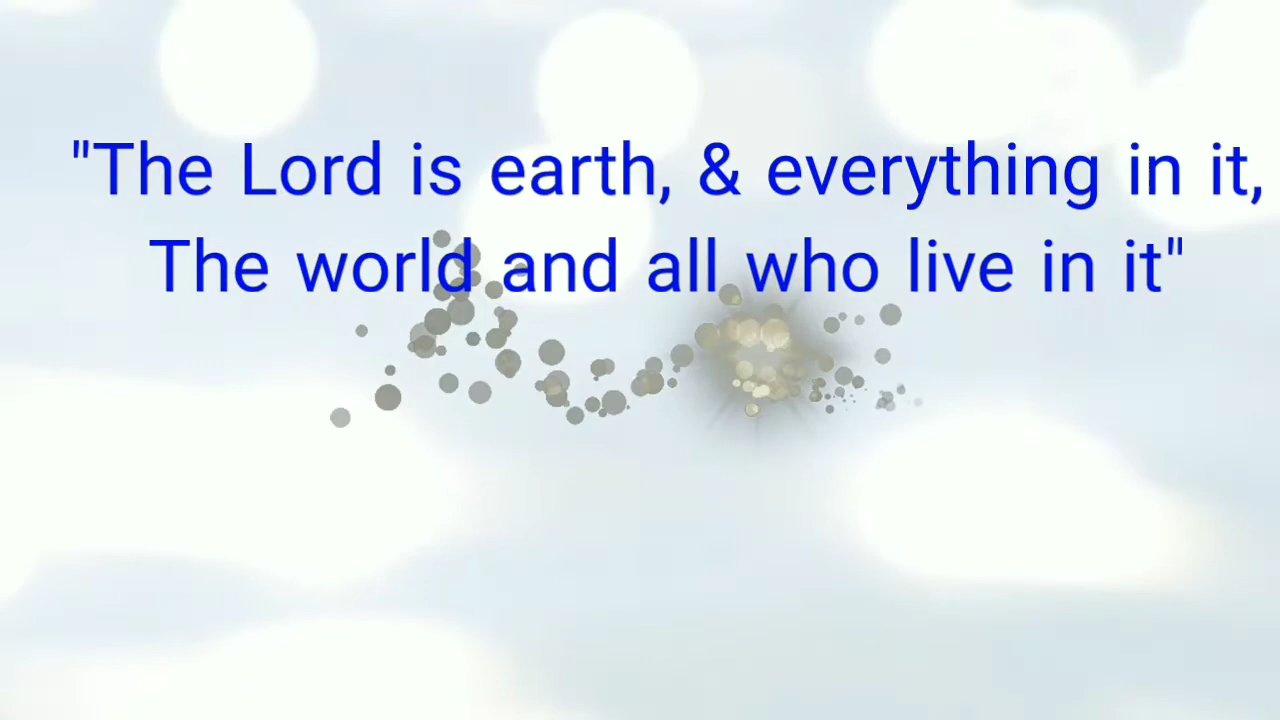 "The Lord is earth, & everything in it,
The world and all who live in it"